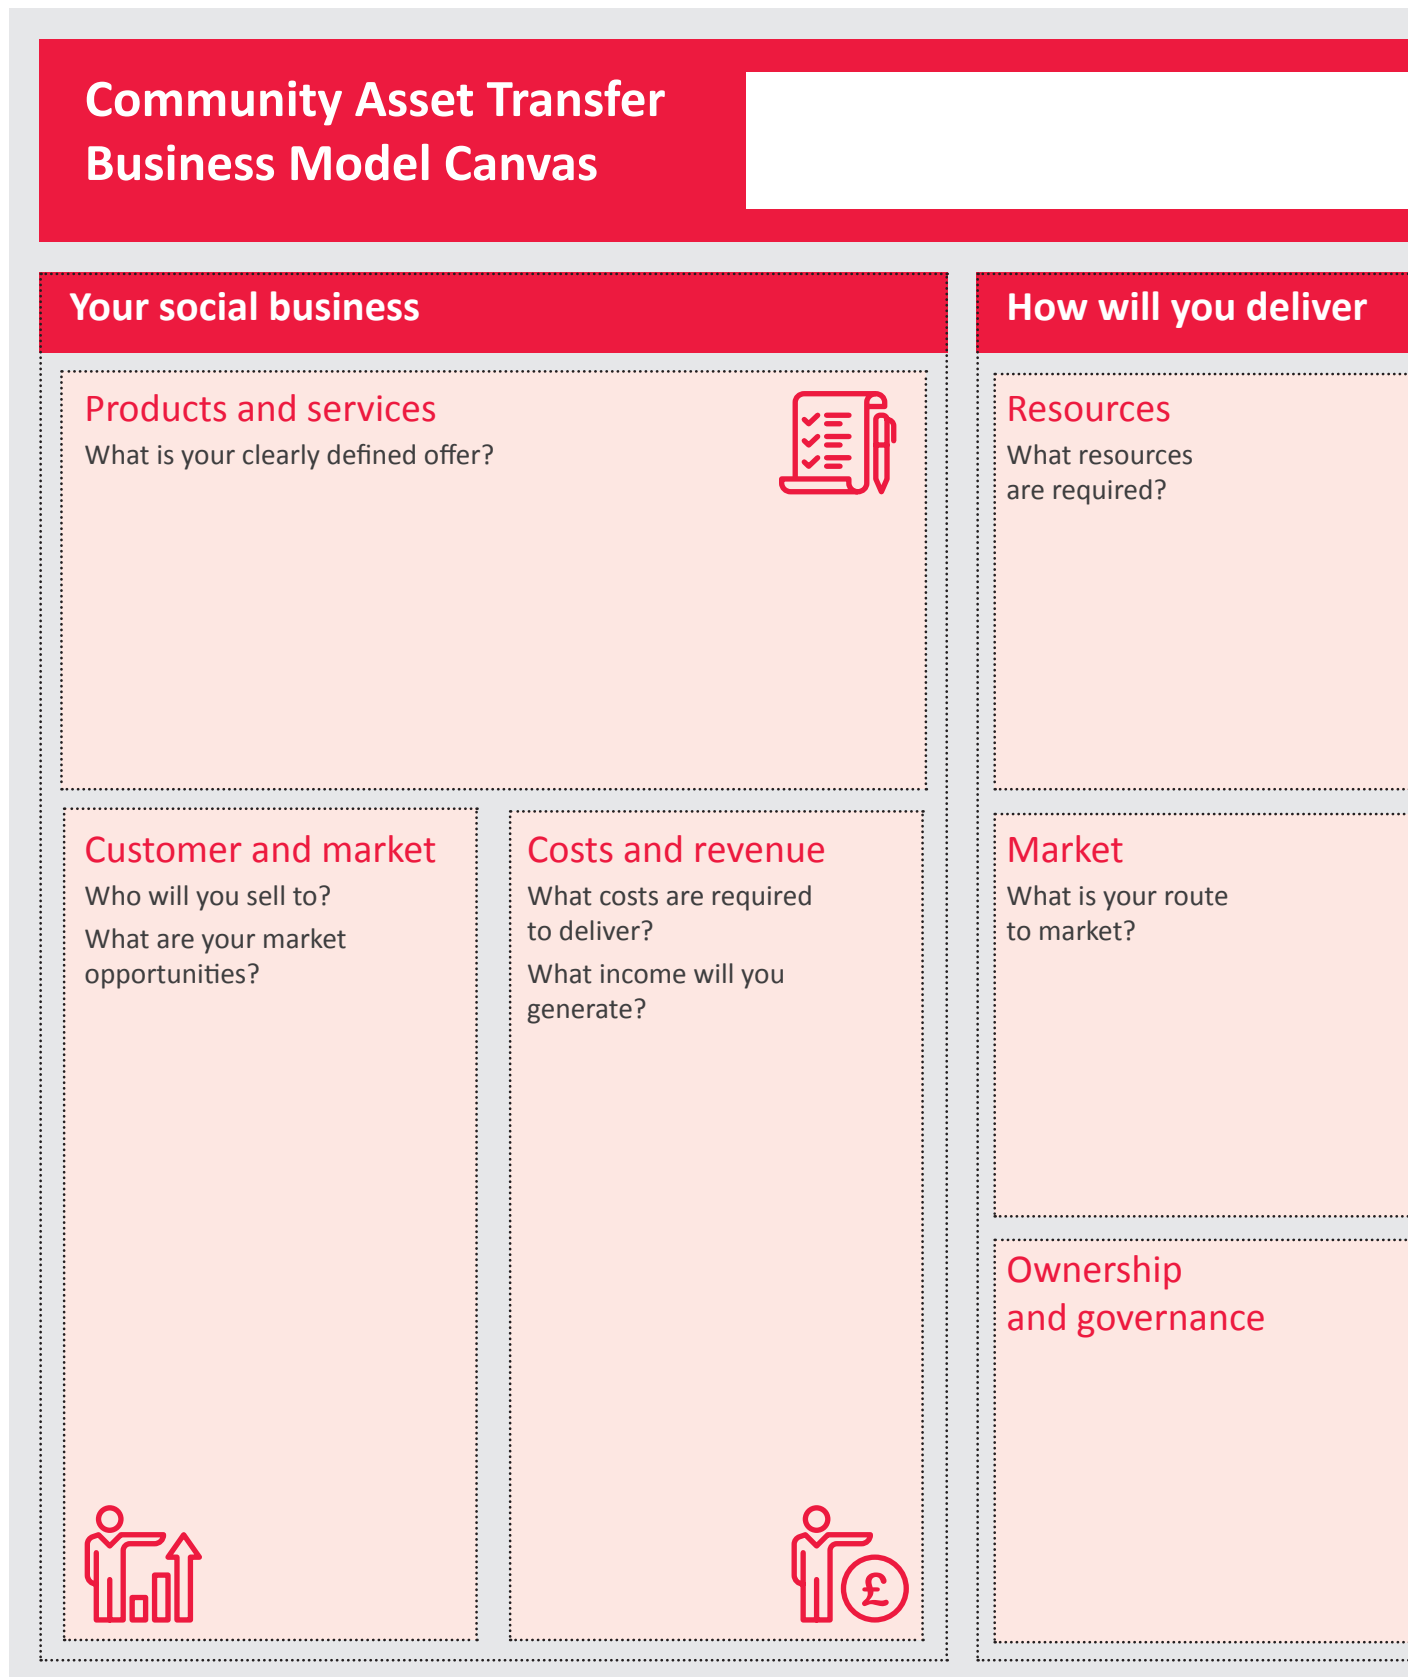 Community Asset Transfer
Business Model Canvas
Your social business
Products and services
What is your clearly defined offer?
Customer and market
Who will you sell to?
What are your market
opportunities?
Costs and revenue
What costs are required
to deliver?
What income will you
generate?
£
How will you deliver
Resources
What resources
are required?
Market
What is your route
to market?
Ownership
and governance